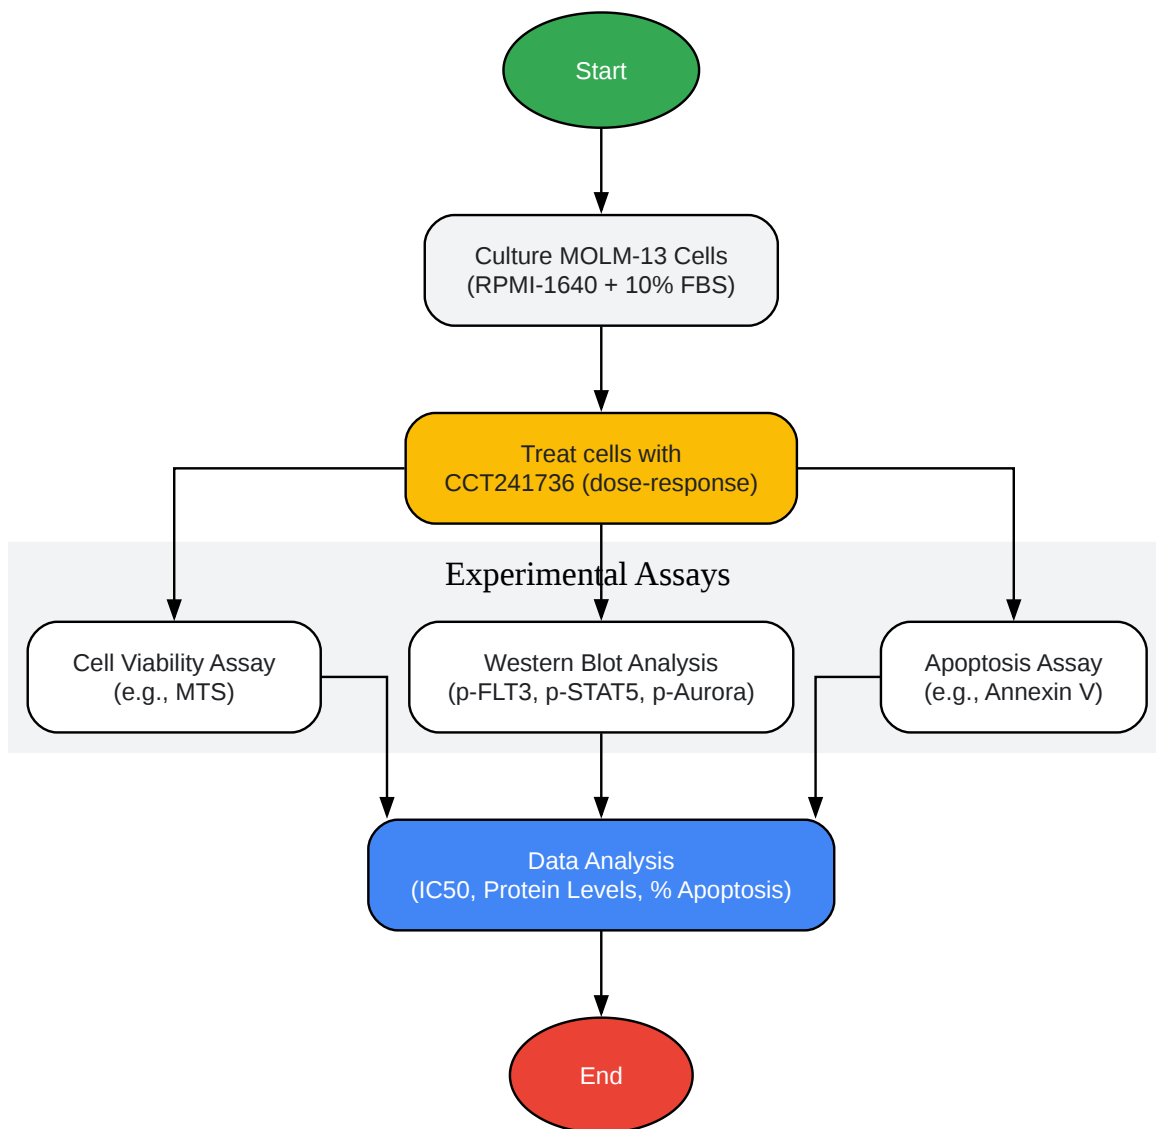 Start
Culture MOLM-13 Cells
(RPMI-1640 + 10% FBS)
Treat cells with
CCT241736 (dose-response)
Experimental Assays
Cell Viability Assay
(e.g., MTS)
Western Blot Analysis
(p-FLT3, p-STAT5, p-Aurora)
Apoptosis Assay
(e.g., Annexin V)
Data Analysis
(IC50, Protein Levels, % Apoptosis)
End